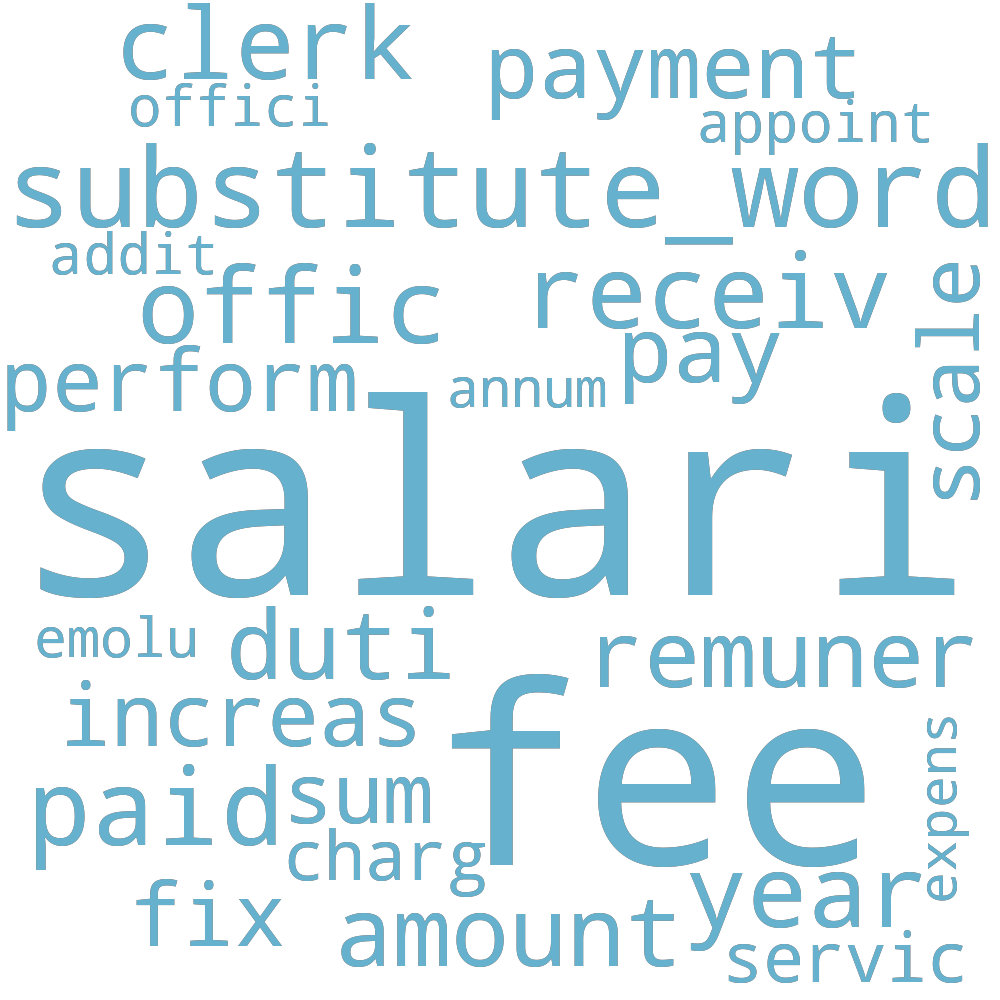 clerk
payment
offici
appoint
substitute_word
addit
offic
receiv
scale
pay
perform
annum
salari
emolu
duti
remuner
increas
fee
expens
paid
sum
charg
year
fix
amount
servic